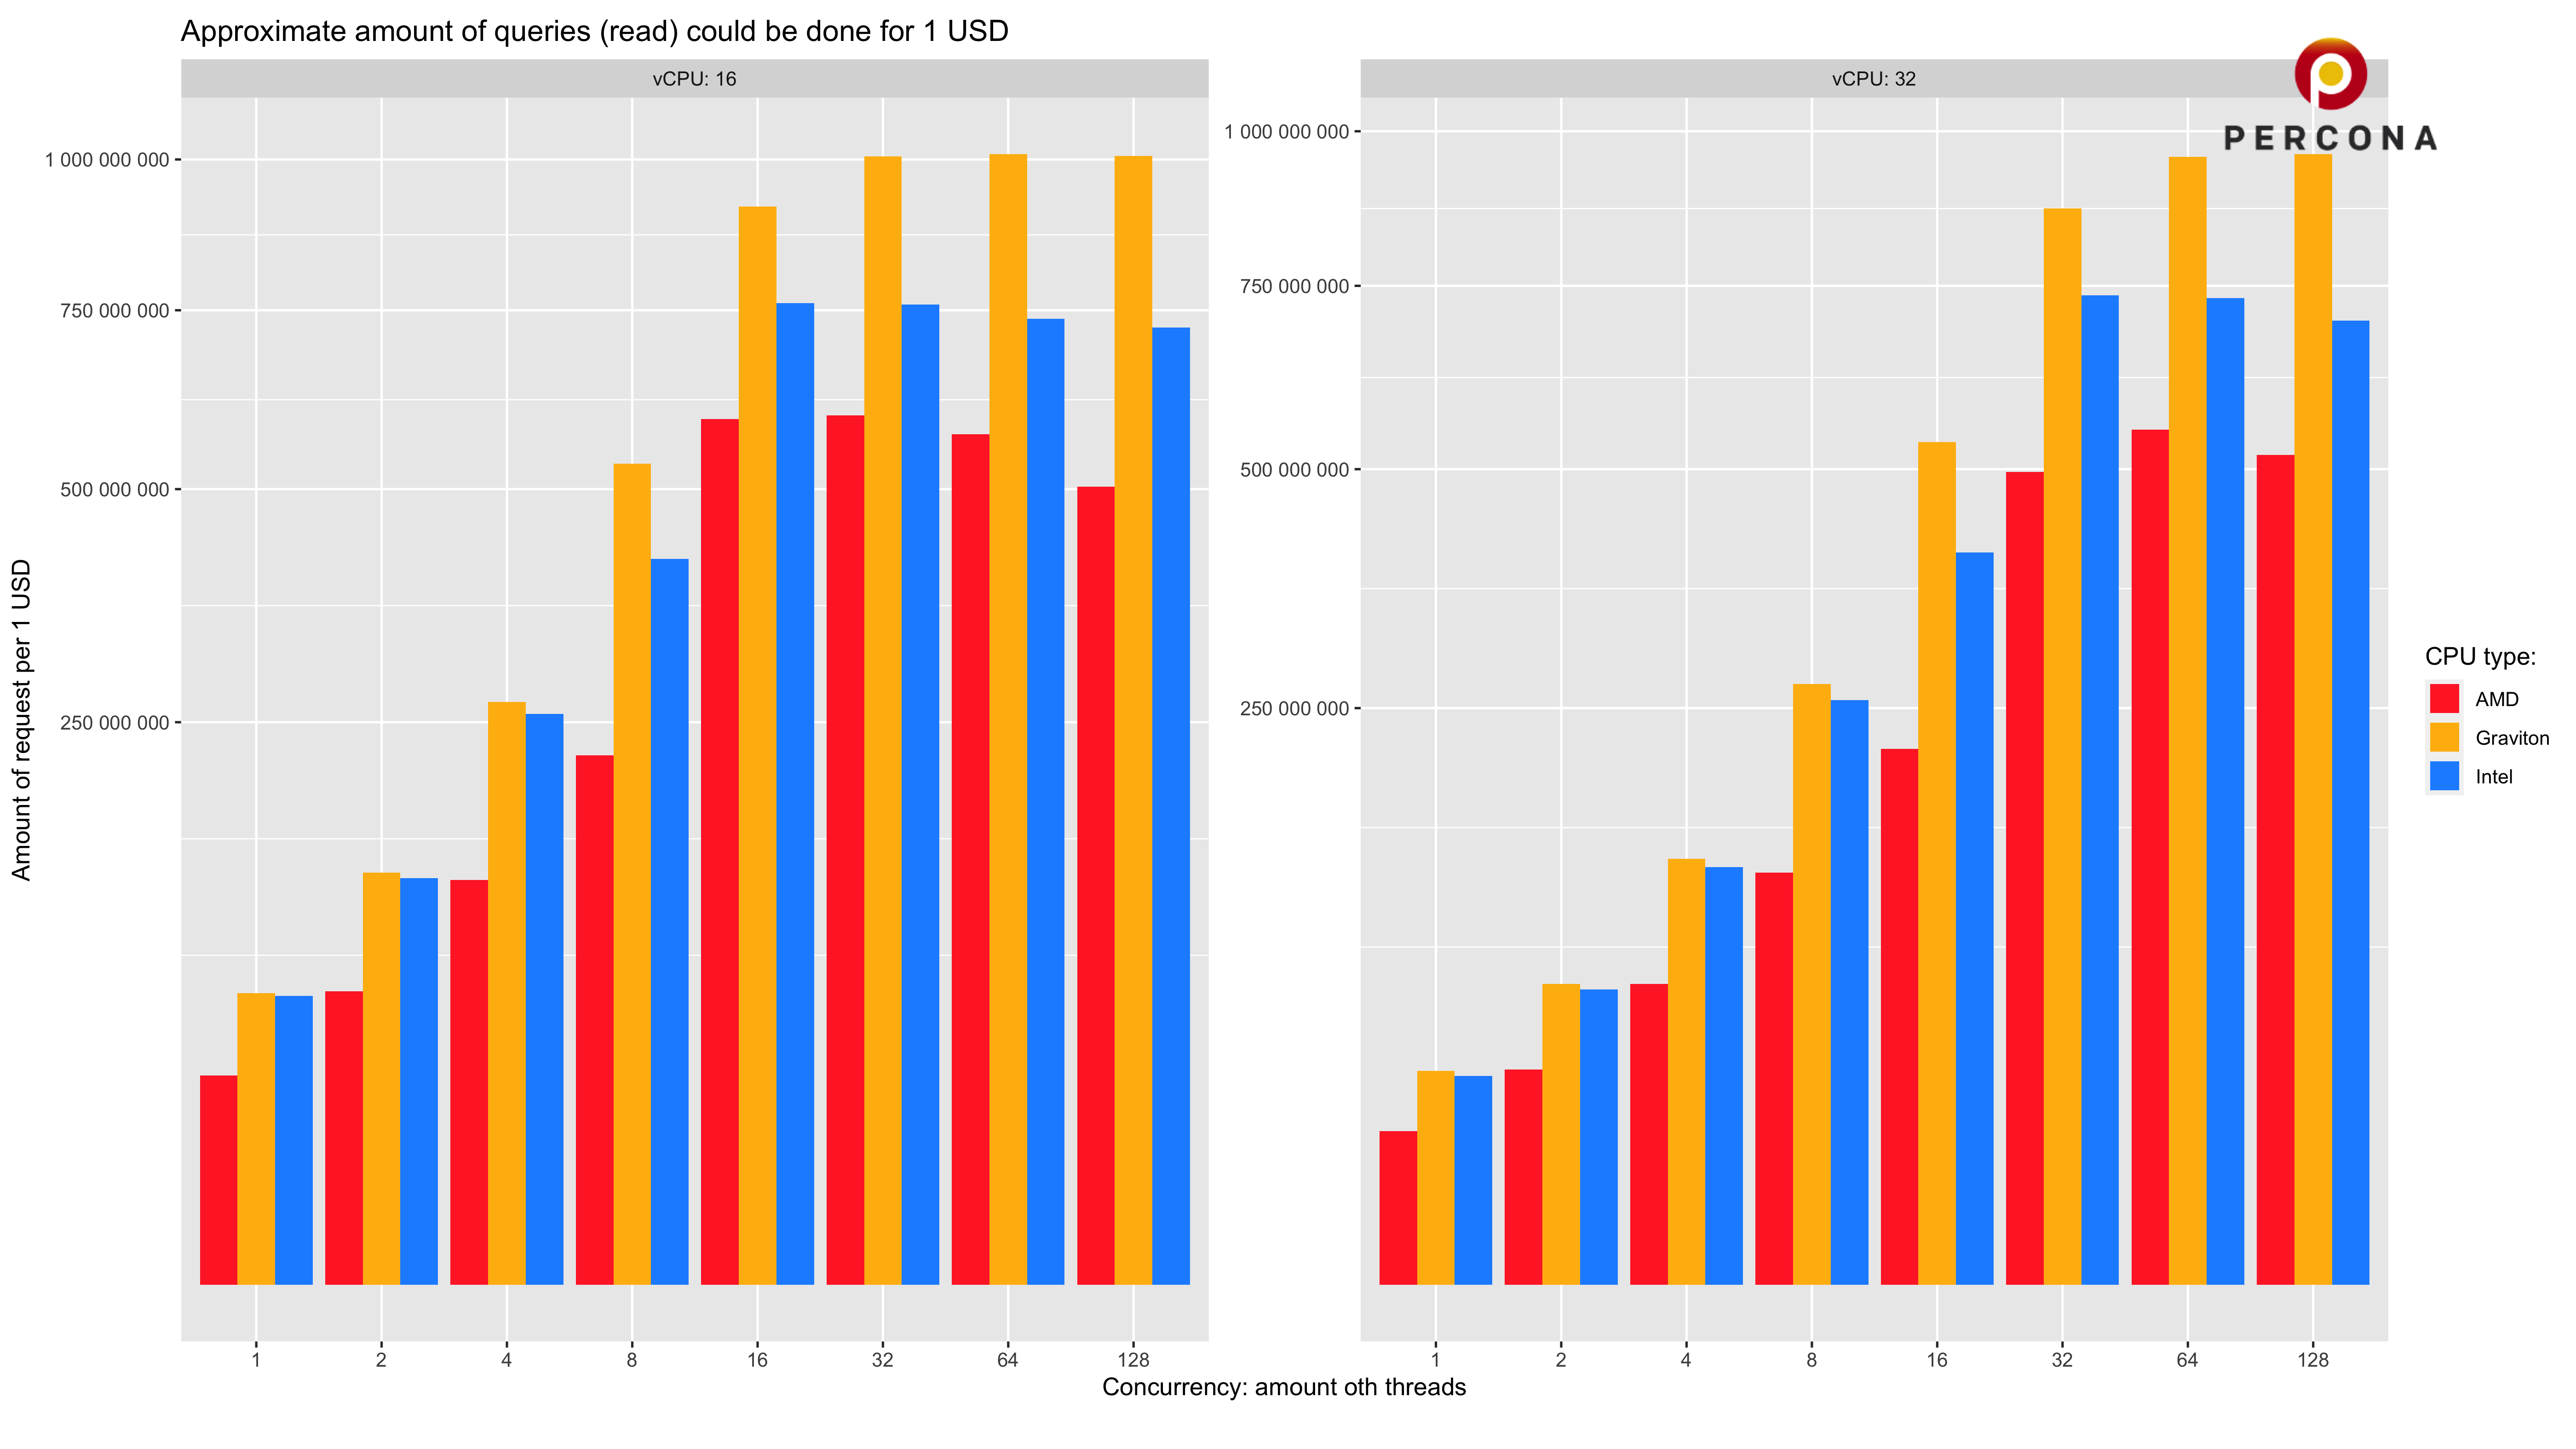 Approximate amount of queries (read) could be done for 1 USD
vCPU: 16
vCPU: 32
PERCONA
1 000 000 000
750 000 000
500 000 000
250 000 000
1 000 000 000
750 000 000
500 000 000
250 000 000
Amount of request per 1 USD
CPU type:
AMD
Graviton
Intel
1 2 4 8 16 32 64 128
1 2 4 8 16 32 64 128
Concurrency: amount oth threads